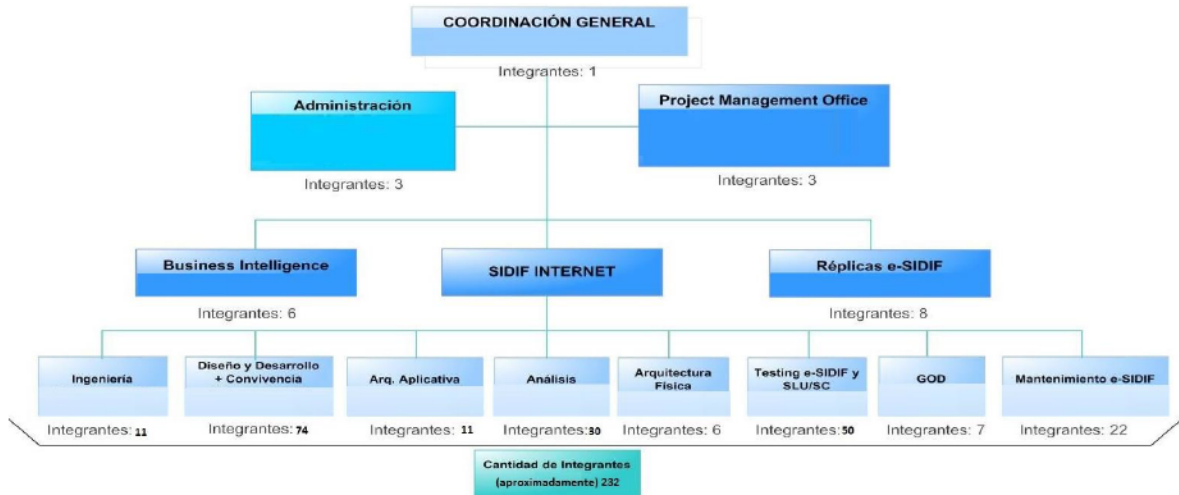 COORDINACIÓN GENERAL
Integrantes: 1
Administración
Integrantes: 3
Project Management Office
Integrantes: 3
Business Intelligence
Integrantes: 6
SIDIF INTERNET
Réplicas e-SIDIF
Integrantes: 8
Ingeniería
Integrantes: 11
Diseño y Desarrollo
+ Convivencia
Integrantes: 74
Arq. Aplicativa
Integrantes: 11
Análisis
Integrantes: 30
Arquitectura
Física
Integrantes: 6
Testing e-SIDIF y
SLU/SC
Integrantes: 50
GOD
Integrantes: 7
Mantenimiento e-SIDIF
Integrantes: 22
Cantidad de Integrantes
(aproximadamente) 232